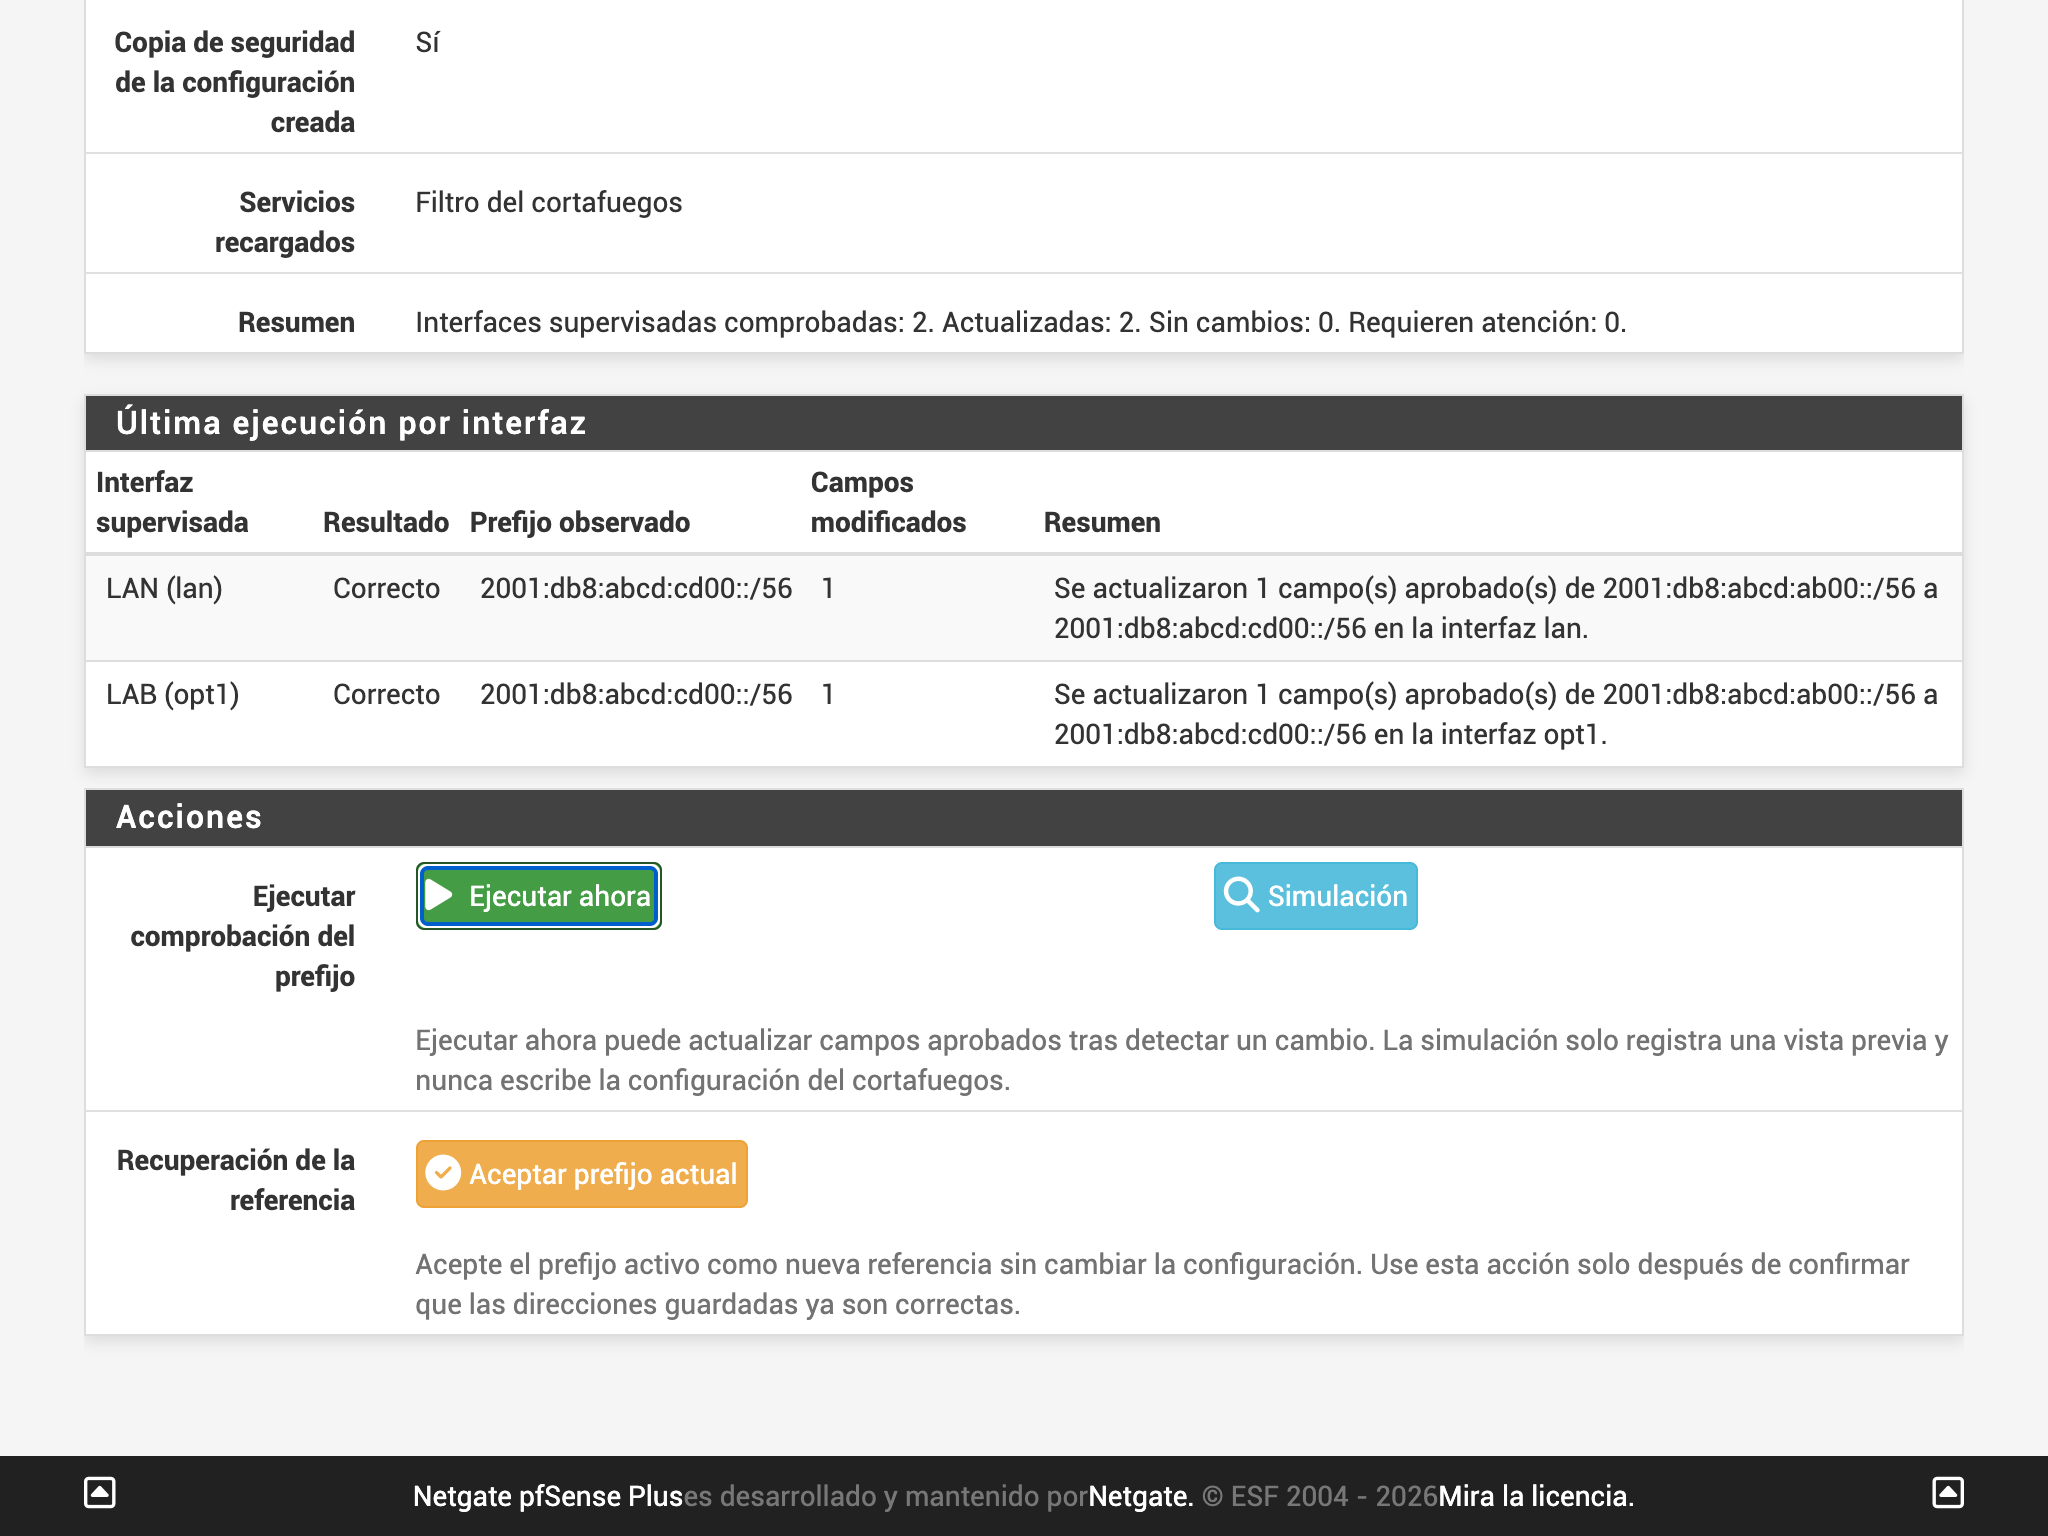 Copia de seguridad
de la configuración
creada
Sí
Servicios
recargados
Filtro del cortafuegos
Resumen
Interfaces supervisadas comprobadas: 2. Actualizadas: 2. Sin cambios: 0. Requieren atención: 0.
Última ejecución por interfaz
Interfaz
supervisada
Resultado
Prefijo observado
Campos
modificados
Resumen
LAN (lan)
Correcto
2001:db8:abcd:cd00::/56
1
Se actualizaron 1 campo(s) aprobado(s) de 2001:db8:abcd:ab00::/56 a
2001:db8:abcd:cd00::/56 en la interfaz lan.
LAB (opt1)
Correcto
2001:db8:abcd:cd00::/56
1
Se actualizaron 1 campo(s) aprobado(s) de 2001:db8:abcd:ab00::/56 a
2001:db8:abcd:cd00::/56 en la interfaz opt1.
Acciones
Ejecutar
comprobación del
prefijo
Ejecutar ahora
Simulación
Ejecutar ahora puede actualizar campos aprobados tras detectar un cambio. La simulación solo registra una vista previa y
nunca escribe la configuración del cortafuegos.
Recuperación de la
referencia
Aceptar prefijo actual
Acepte el prefijo activo como nueva referencia sin cambiar la configuración. Use esta acción solo después de confirmar
que las direcciones guardadas ya son correctas.
Netgate pfSense Pluses desarrollado y mantenido porNetgate. © ESF 2004 - 2026Mira la licencia.